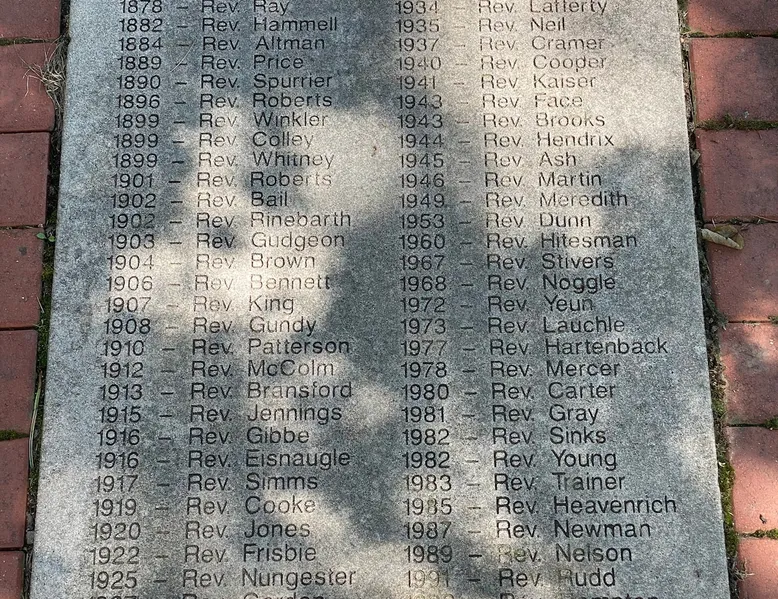 1878 – Rev. Ray
1882 – Rev. Hammell
1884 – Rev. Altman
1889 – Rev. Price
1890 – Rev. Spurrier
1896 – Rev. Roberts
1899 – Rev. Winkler
1899 – Rev. Colley
1899 – Rev. Whitney
1901 – Rev. Roberts
1902 – Rev. Bail
1902 – Rev. Rinebarth
1903 – Rev. Gudgeon
1904 – Rev. Brown
1906 – Rev. Bennett
1907 – Rev. King
1908 – Rev. Gundy
1910 – Rev. Patterson
1912 – Rev. McColm
1913 – Rev. Bransford
1915 – Rev. Jennings
1916 – Rev. Gibbe
1916 – Rev. Eisnaugle
1917 – Rev. Simms
1919 – Rev. Cooke
1920 – Rev. Jones
1922 – Rev. Frisbie
1925 – Rev. Nungester
1934 – Rev. Lafferty
1935 – Rev. Neil
1937 – Rev. Cramer
1940 – Rev. Cooper
1941 – Rev. Kaiser
1943 – Rev. Face
1943 – Rev. Brooks
1944 – Rev. Hendrix
1945 – Rev. Ash
1946 – Rev. Martin
1949 – Rev. Meredith
1953 – Rev. Dunn
1960 – Rev. Hitesman
1967 – Rev. Stivers
1968 – Rev. Noggle
1972 – Rev. Yeun
1973 – Rev. Lauchle
1977 – Rev. Hartenback
1978 – Rev. Mercer
1980 – Rev. Carter
1981 – Rev. Gray
1982 – Rev. Sinks
1982 – Rev. Young
1983 – Rev. Trainer
1985 – Rev. Heavenrich
1987 – Rev. Newman
1989 – Rev. Nelson
1991 – Rev. Rudd